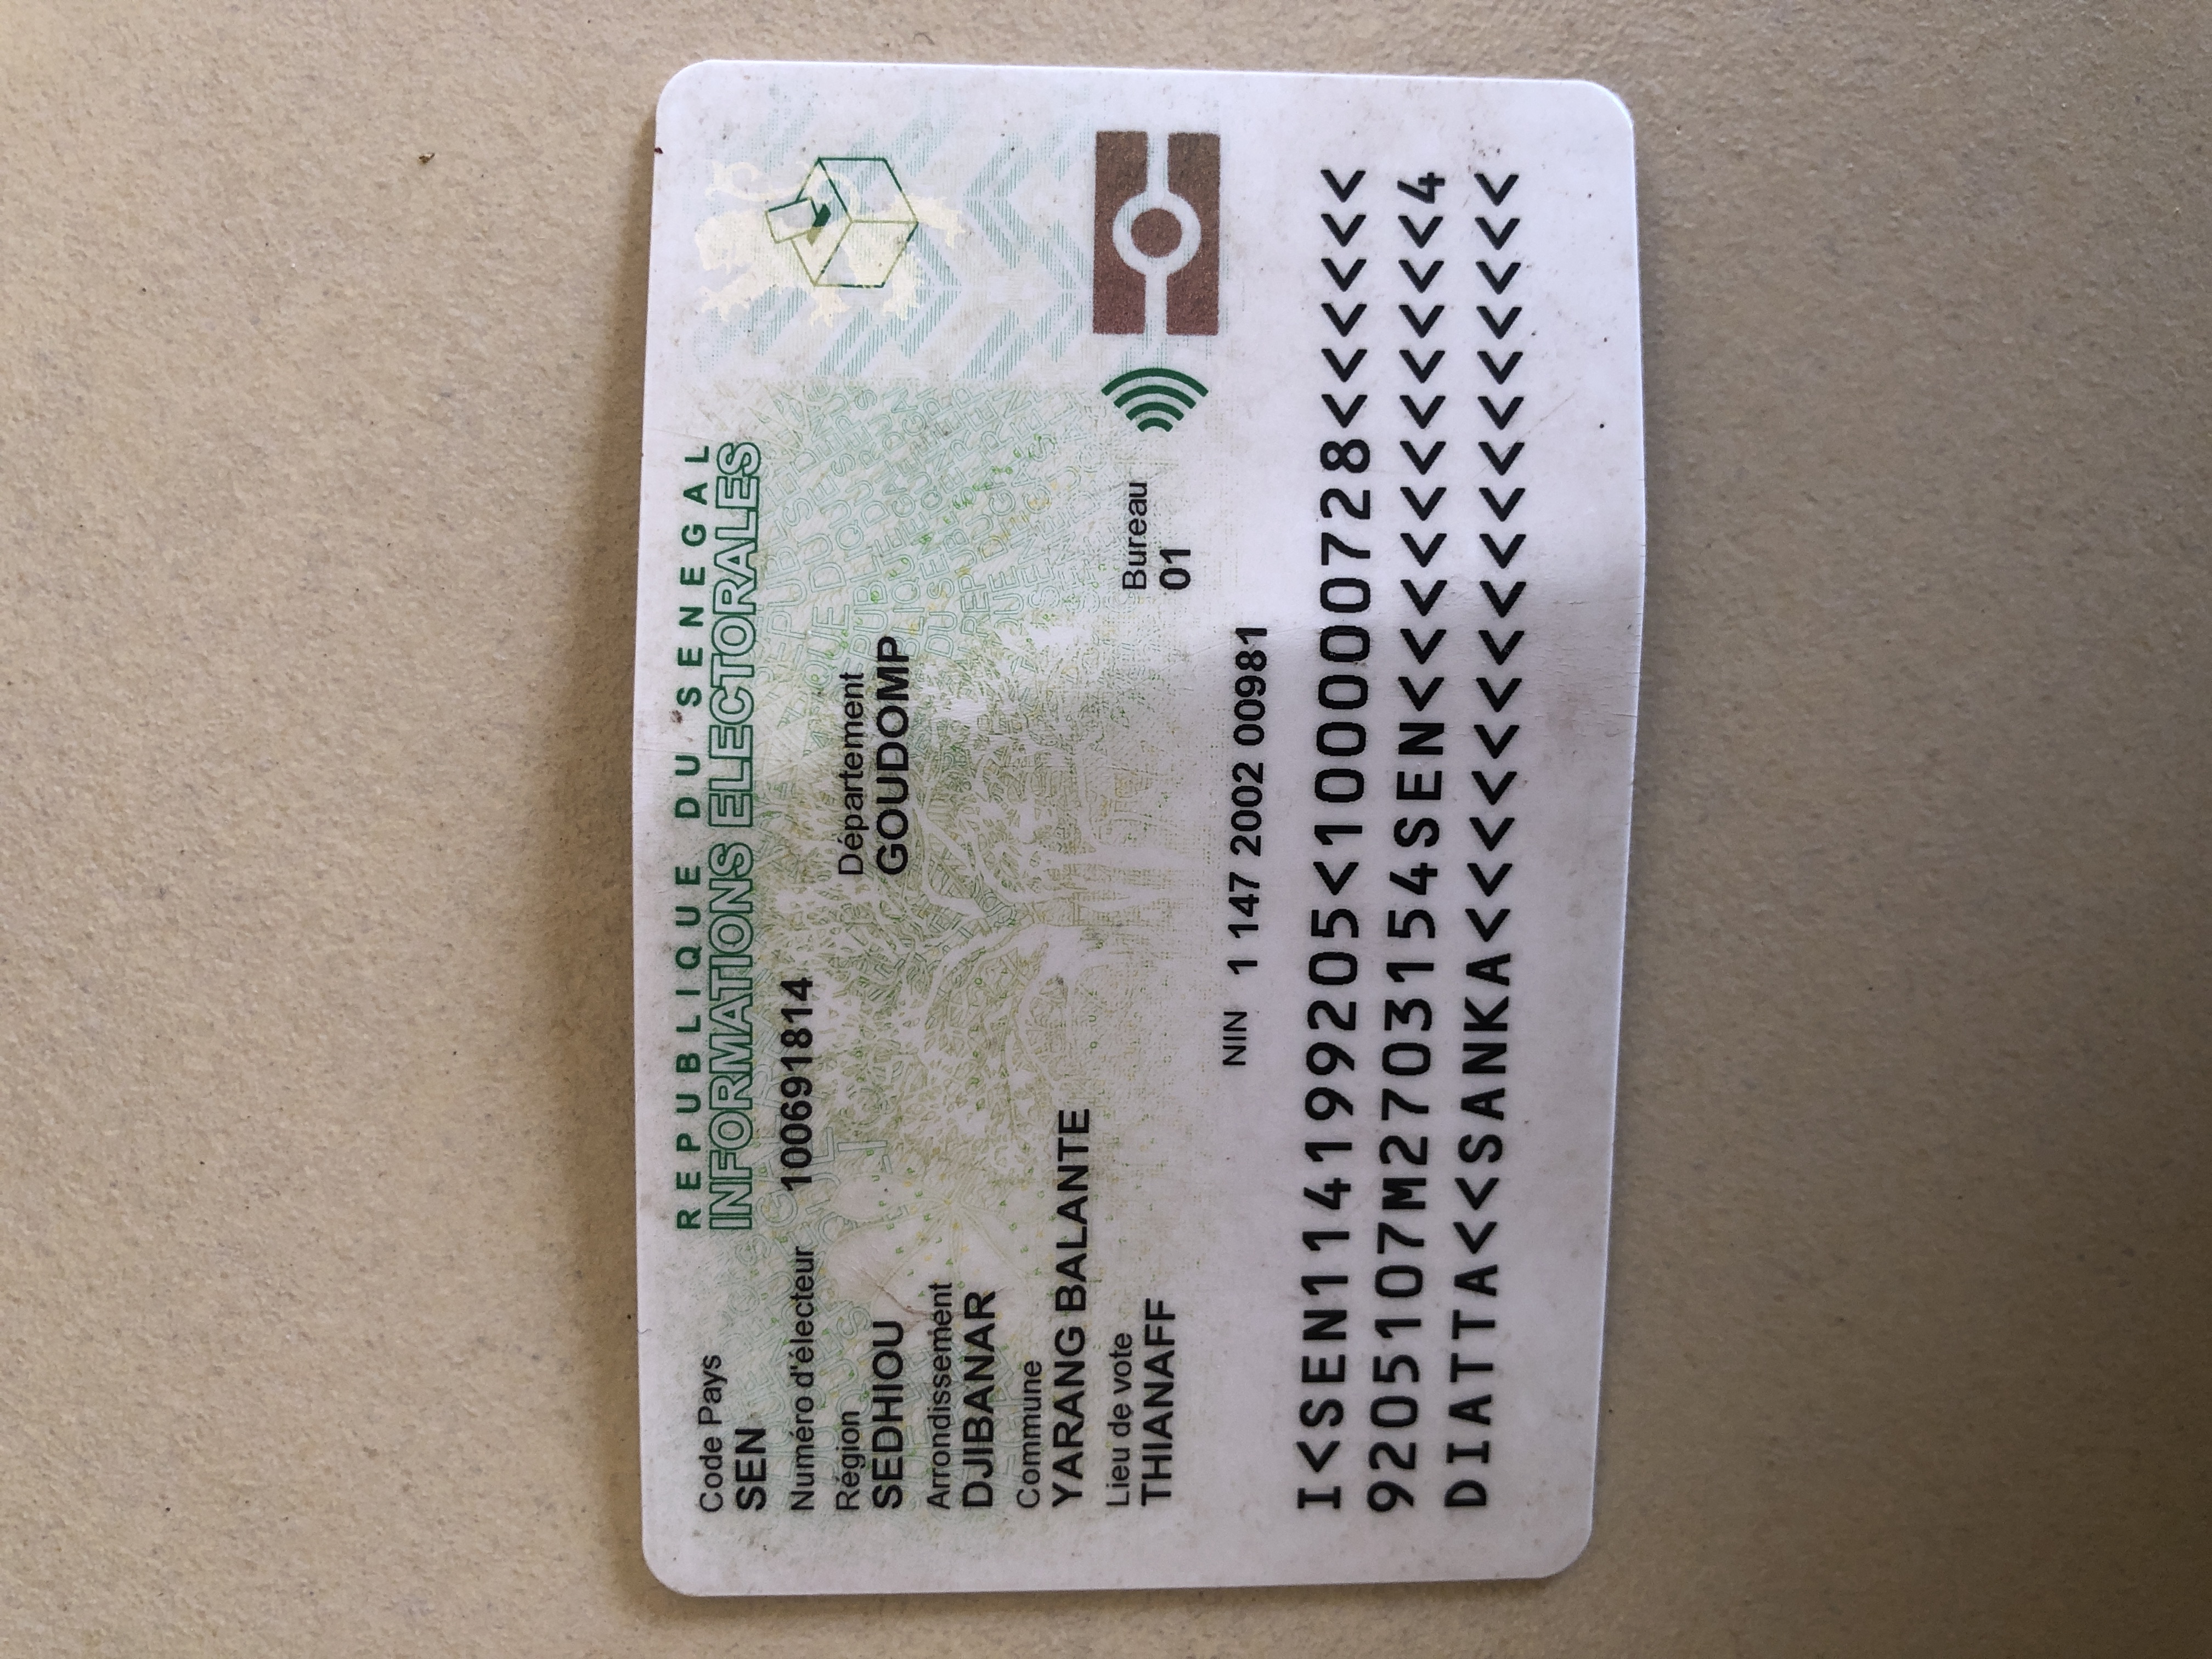 REPUBLIQUE DU SENEGAL
INFORMATIONS ELECTORALES
Code Pays
SEN
Numéro d'électeur 100691814
Région
SEDHIOU
Département
GOUDOMP
Arrondissement
DJIBANAR
Commune
YARANG BALANTE
Lieu de vote
THIANAFF
Bureau
01
NIN 1 147 2002 00981
I<SEN114199205<100000728<<<<<<
9205107M2703154SEN<<<<<<<<<<<4
DIATTA<<SANKA<<<<<<<<<<<<<<<<<